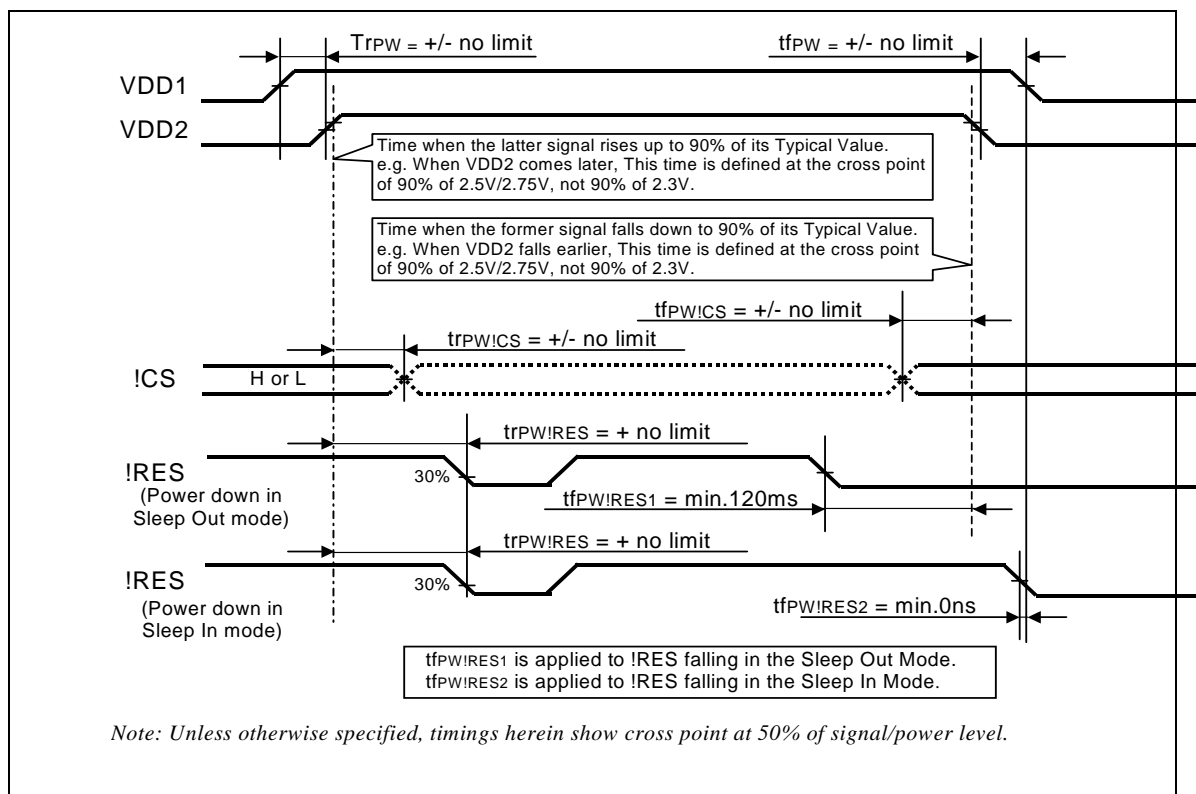 TrPW = +/- no limit
tfPW = +/- no limit
VDD1
VDD2
Time when the latter signal rises up to 90% of its Typical Value.
e.g. When VDD2 comes later, This time is defined at the cross point
of 90% of 2.5V/2.75V, not 90% of 2.3V.
Time when the former signal falls down to 90% of its Typical Value.
e.g. When VDD2 falls earlier, This time is defined at the cross point
of 90% of 2.5V/2.75V, not 90% of 2.3V.
tfPW!CS = +/- no limit
trPW!CS = +/- no limit
!CS
H or L
trPW!RES = + no limit
!RES
30%
(Power down in
Sleep Out mode)
tfPW!RES1 = min.120ms
trPW!RES = + no limit
!RES
30%
(Power down in
Sleep In mode)
tfPW!RES2 = min.0ns
tfPW!RES1 is applied to !RES falling in the Sleep Out Mode.
tfPW!RES2 is applied to !RES falling in the Sleep In Mode.
Note: Unless otherwise specified, timings herein show cross point at 50% of signal/power level.